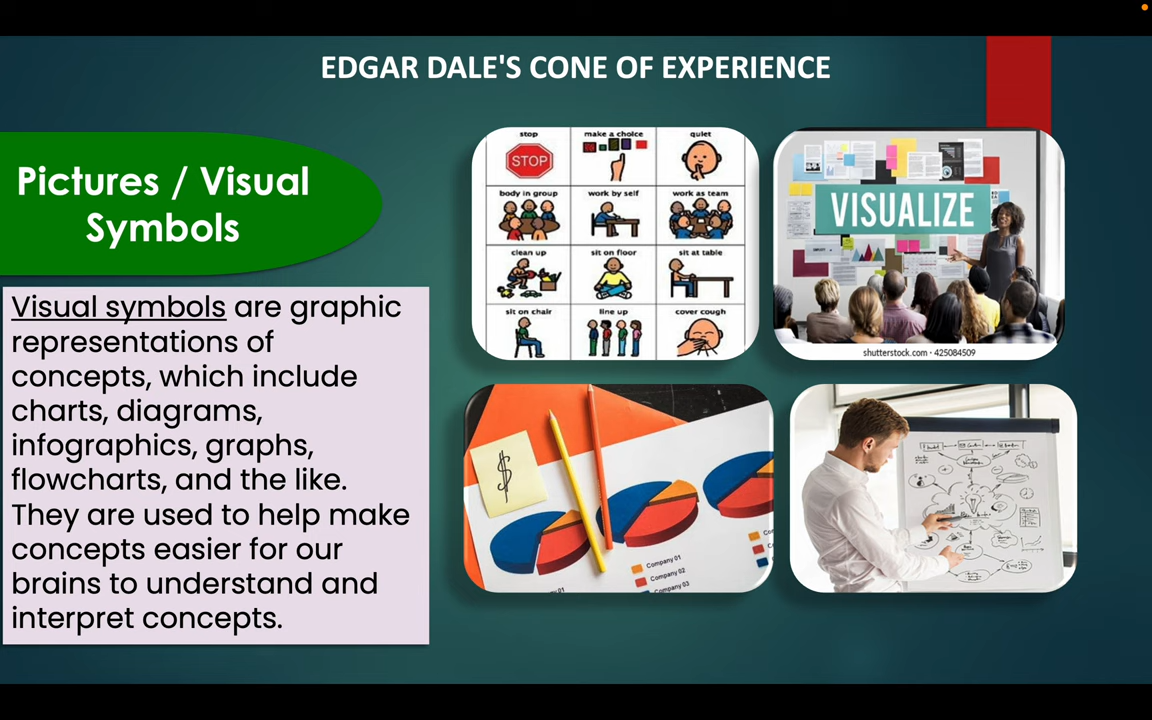 EDGAR DALE'S CONE OF EXPERIENCE
Pictures / Visual
Symbols
Visual symbols are graphic
representations of
concepts, which include
charts, diagrams,
infographics, graphs,
flowcharts, and the like.
They are used to help make
concepts easier for our
brains to understand and
interpret concepts.
stop
make a choice
quiet
STOP
body in group
work by self
work as team
clean up
sit on floor
sit at table
sit on chair
line up
cover cough
VISUALIZE
shutterstock.com · 425084509
$
Company 01
Company 02
Company 03